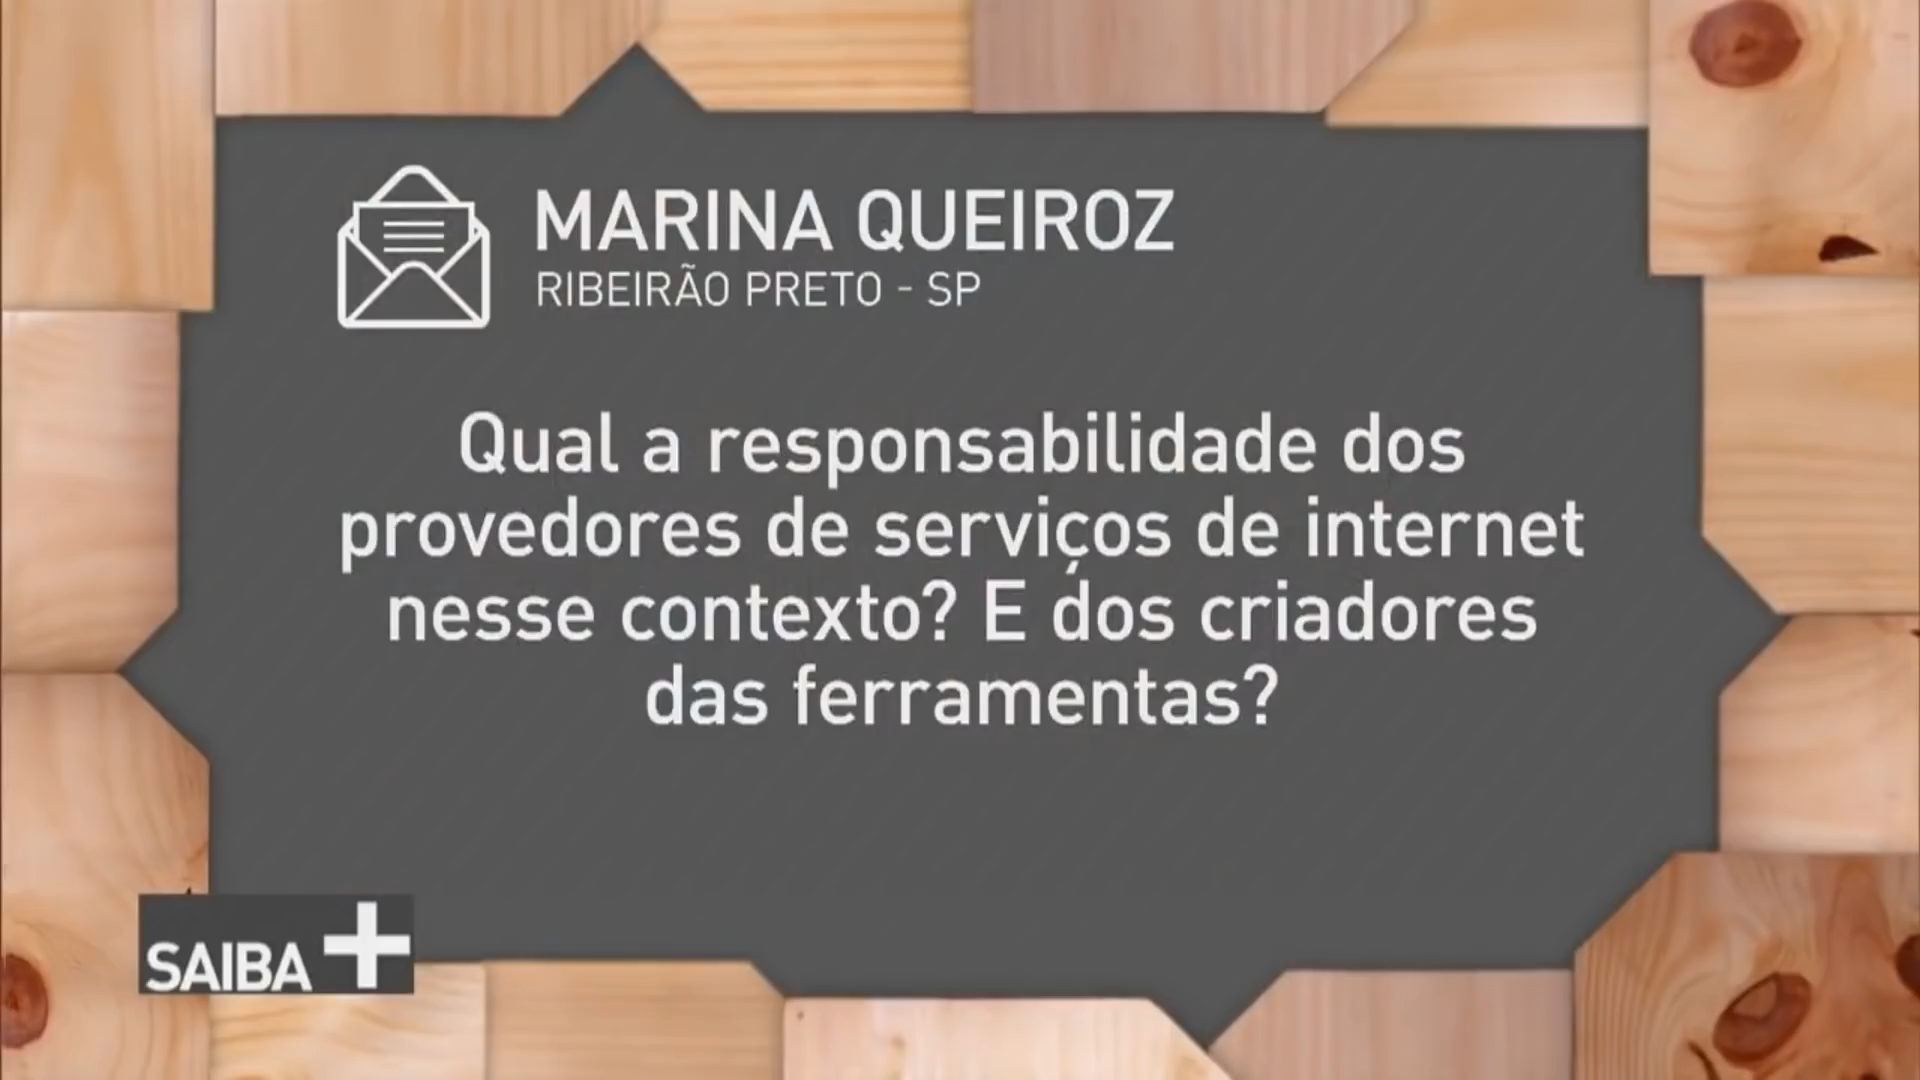 MARINA QUEIROZ
RIBEIRÃO PRETO - SP
Qual a responsabilidade dos
provedores de serviços de internet
nesse contexto? E dos criadores
das ferramentas?
SAIBA +